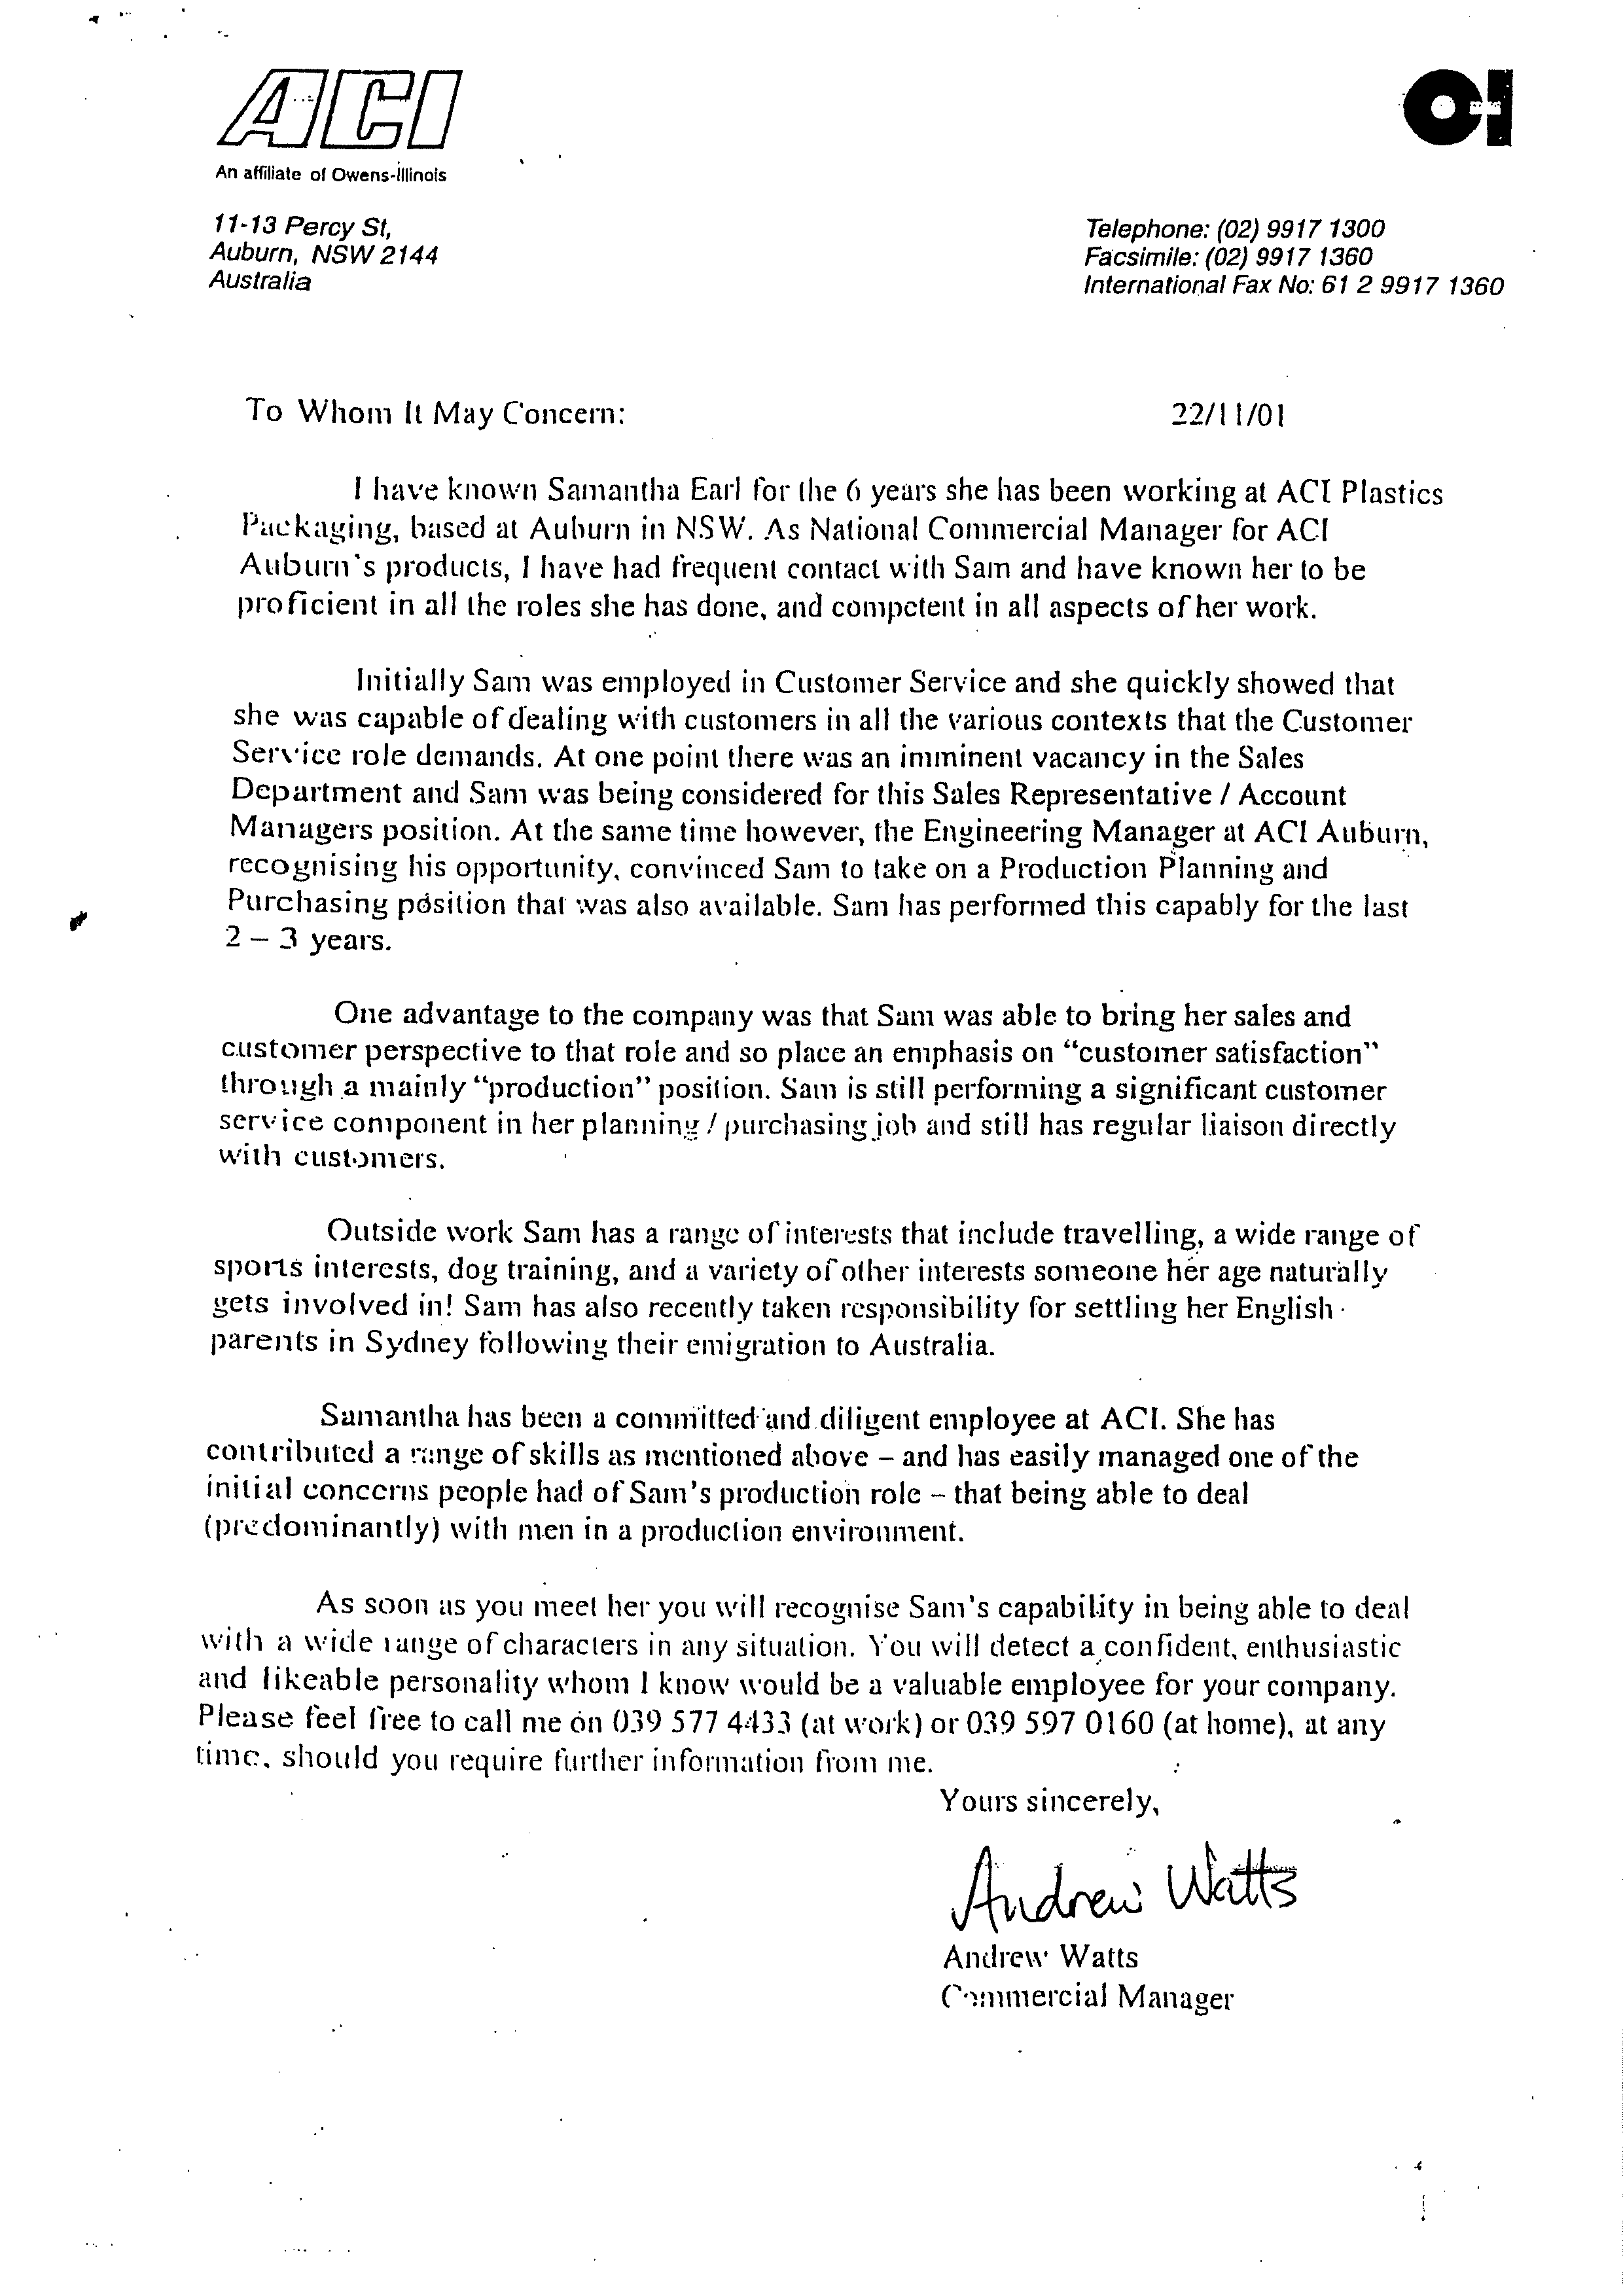 ACI
An affiliate of Owens-Illinois
OI
11-13 Percy St,
Auburn, NSW 2144
Australia
Telephone: (02) 9917 1300
Facsimile: (02) 9917 1360
International Fax No: 61 2 9917 1360
To Whom It May Concern: 22/11/01
I have known Samantha Earl for the 6 years she has been working at ACI Plastics
Packaging, based at Auburn in NSW. As National Commercial Manager for ACI
Auburn's products, I have had frequent contact with Sam and have known her to be
proficient in all the roles she has done, and competent in all aspects of her work.
Initially Sam was employed in Customer Service and she quickly showed that
she was capable of dealing with customers in all the various contexts that the Customer
Service role demands. At one point there was an imminent vacancy in the Sales
Department and Sam was being considered for this Sales Representative / Account
Managers position. At the same time however, the Engineering Manager at ACI Auburn,
recognising his opportunity, convinced Sam to take on a Production Planning and
Purchasing position that was also available. Sam has performed this capably for the last
2 – 3 years.
One advantage to the company was that Sam was able to bring her sales and
customer perspective to that role and so place an emphasis on “customer satisfaction”
through a mainly “production” position. Sam is still performing a significant customer
service component in her planning / purchasing job and still has regular liaison directly
with customers.
Outside work Sam has a range of interests that include travelling, a wide range of
sports interests, dog training, and a variety of other interests someone her age naturally
gets involved in! Sam has also recently taken responsibility for settling her English
parents in Sydney following their emigration to Australia.
Samantha has been a committed and diligent employee at ACI. She has
contributed a range of skills as mentioned above – and has easily managed one of the
initial concerns people had of Sam's production role – that being able to deal
(predominantly) with men in a production environment.
As soon as you meet her you will recognise Sam's capability in being able to deal
with a wide range of characters in any situation. You will detect a confident, enthusiastic
and likeable personality whom I know would be a valuable employee for your company.
Please feel free to call me on 039 577 4433 (at work) or 039 597 0160 (at home), at any
time, should you require further information from me.
Yours sincerely,
Andrew Watts
Andrew Watts
Commercial Manager